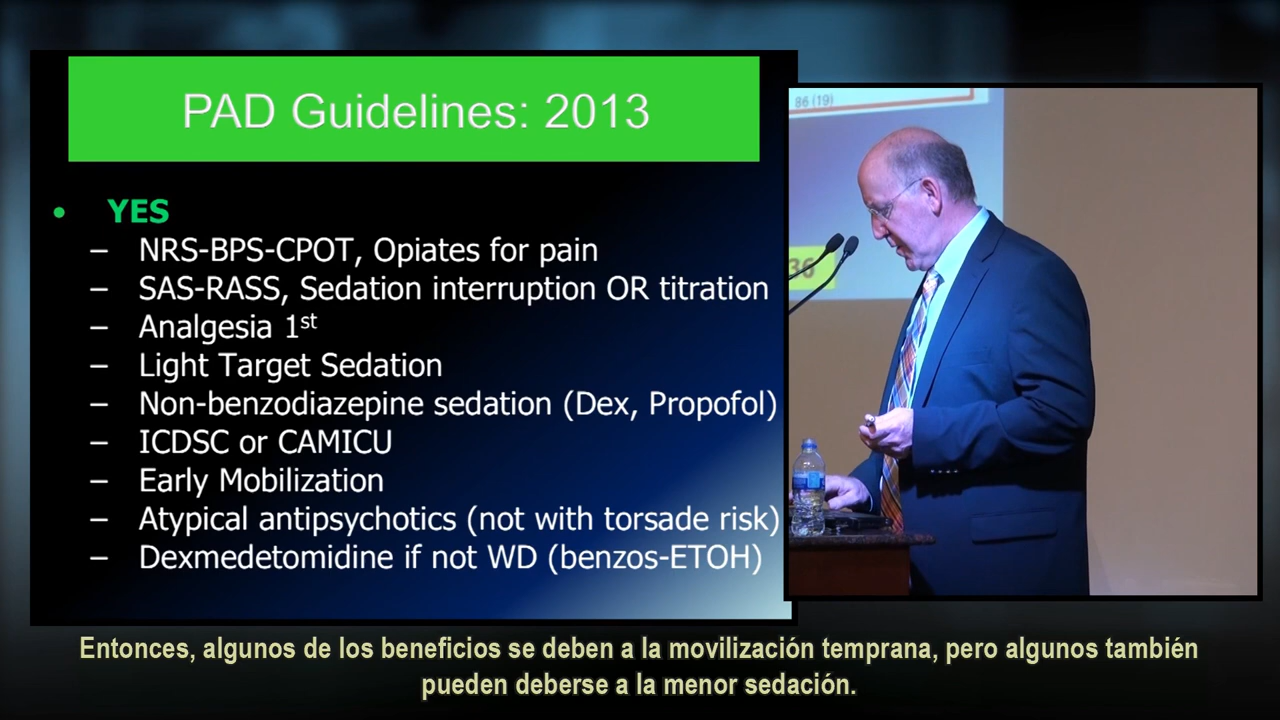 PAD Guidelines: 2013
• YES
– NRS-BPS-CPOT, Opiates for pain
– SAS-RASS, Sedation interruption OR titration
– Analgesia 1st
– Light Target Sedation
– Non-benzodiazepine sedation (Dex, Propofol)
– ICDSC or CAMICU
– Early Mobilization
– Atypical antipsychotics (not with torsade risk)
– Dexmedetomidine if not WD (benzos-ETOH)
86 (19)
36
Entonces, algunos de los beneficios se deben a la movilización temprana, pero algunos también
pueden deberse a la menor sedación.